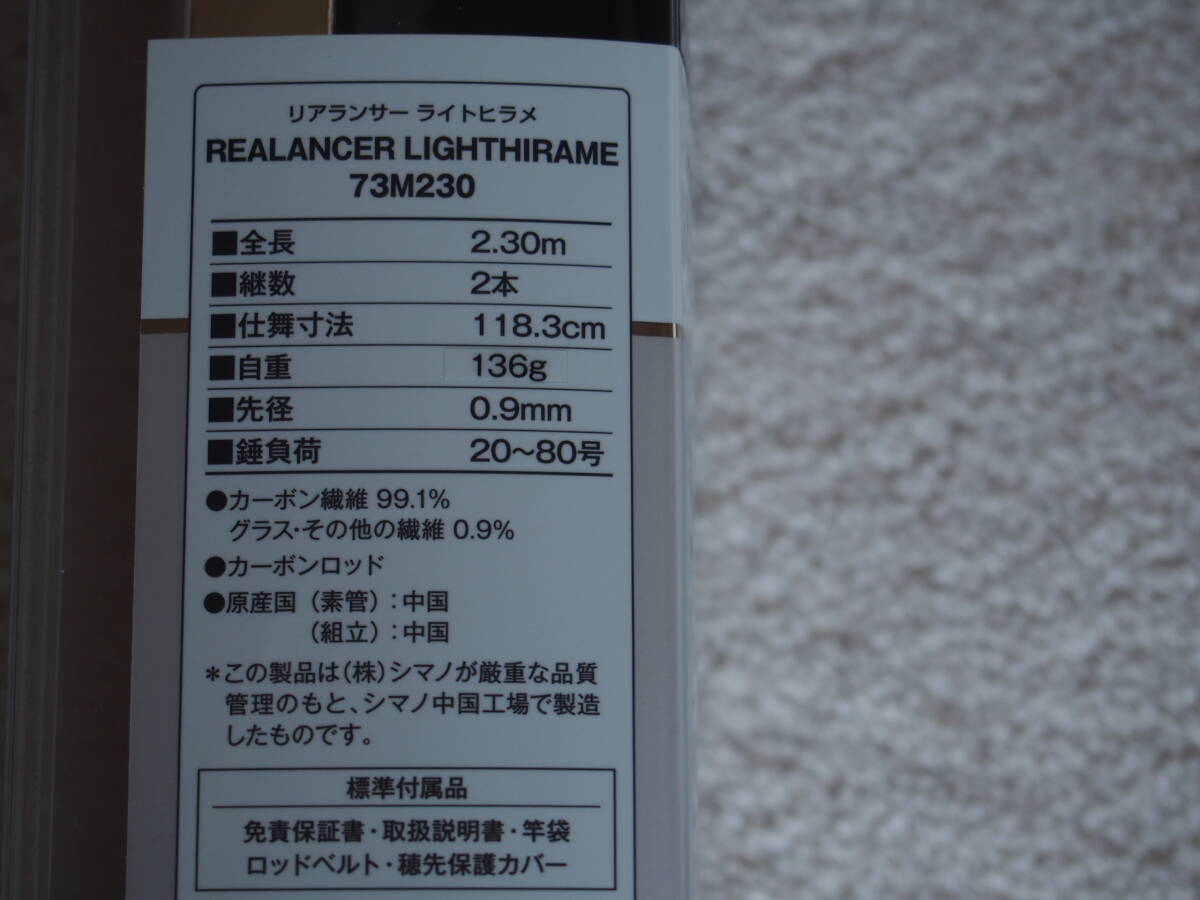 リアランサー ライトヒラメ
REALANCER LIGHTHIRAME
73M230
■全長 2.30m
■継数 2本
■仕舞寸法 118.3cm
■自重 136g
■先径 0.9mm
■錘負荷 20〜80号
●カーボン繊維 99.1%
グラス・その他の繊維 0.9%
●カーボンロッド
●原産国（素管）：中国
（組立）：中国
＊この製品は(株)シマノが厳重な品質
管理のもと、シマノ中国工場で製造
したものです。
標準付属品
免責保証書・取扱説明書・竿袋
ロッドベルト・穂先保護カバー